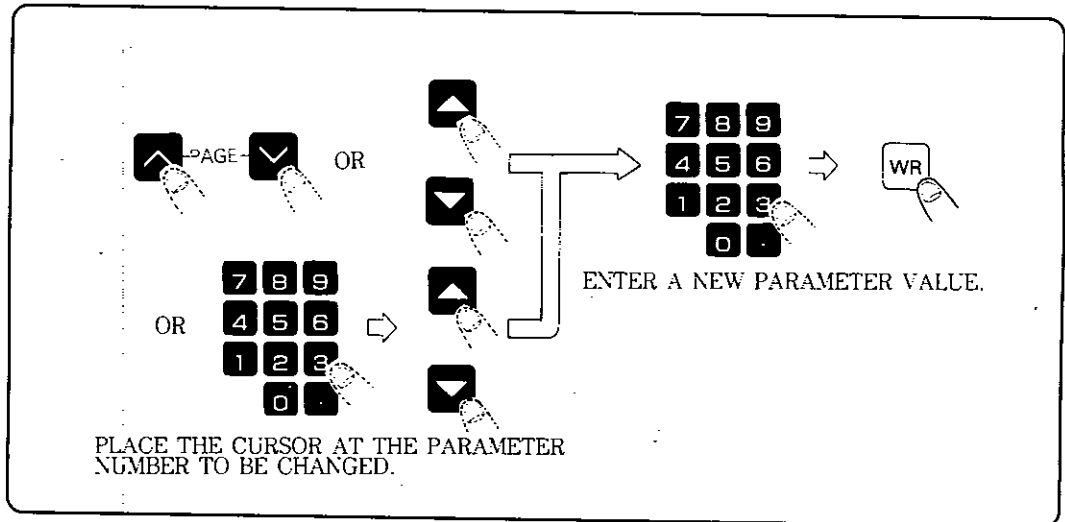 PAGE
OR
7 8 9
4 5 6
1 2 3
0 .
WR
ENTER A NEW PARAMETER VALUE.
OR
7 8 9
4 5 6
1 2 3
0 .
PLACE THE CURSOR AT THE PARAMETER
NUMBER TO BE CHANGED.